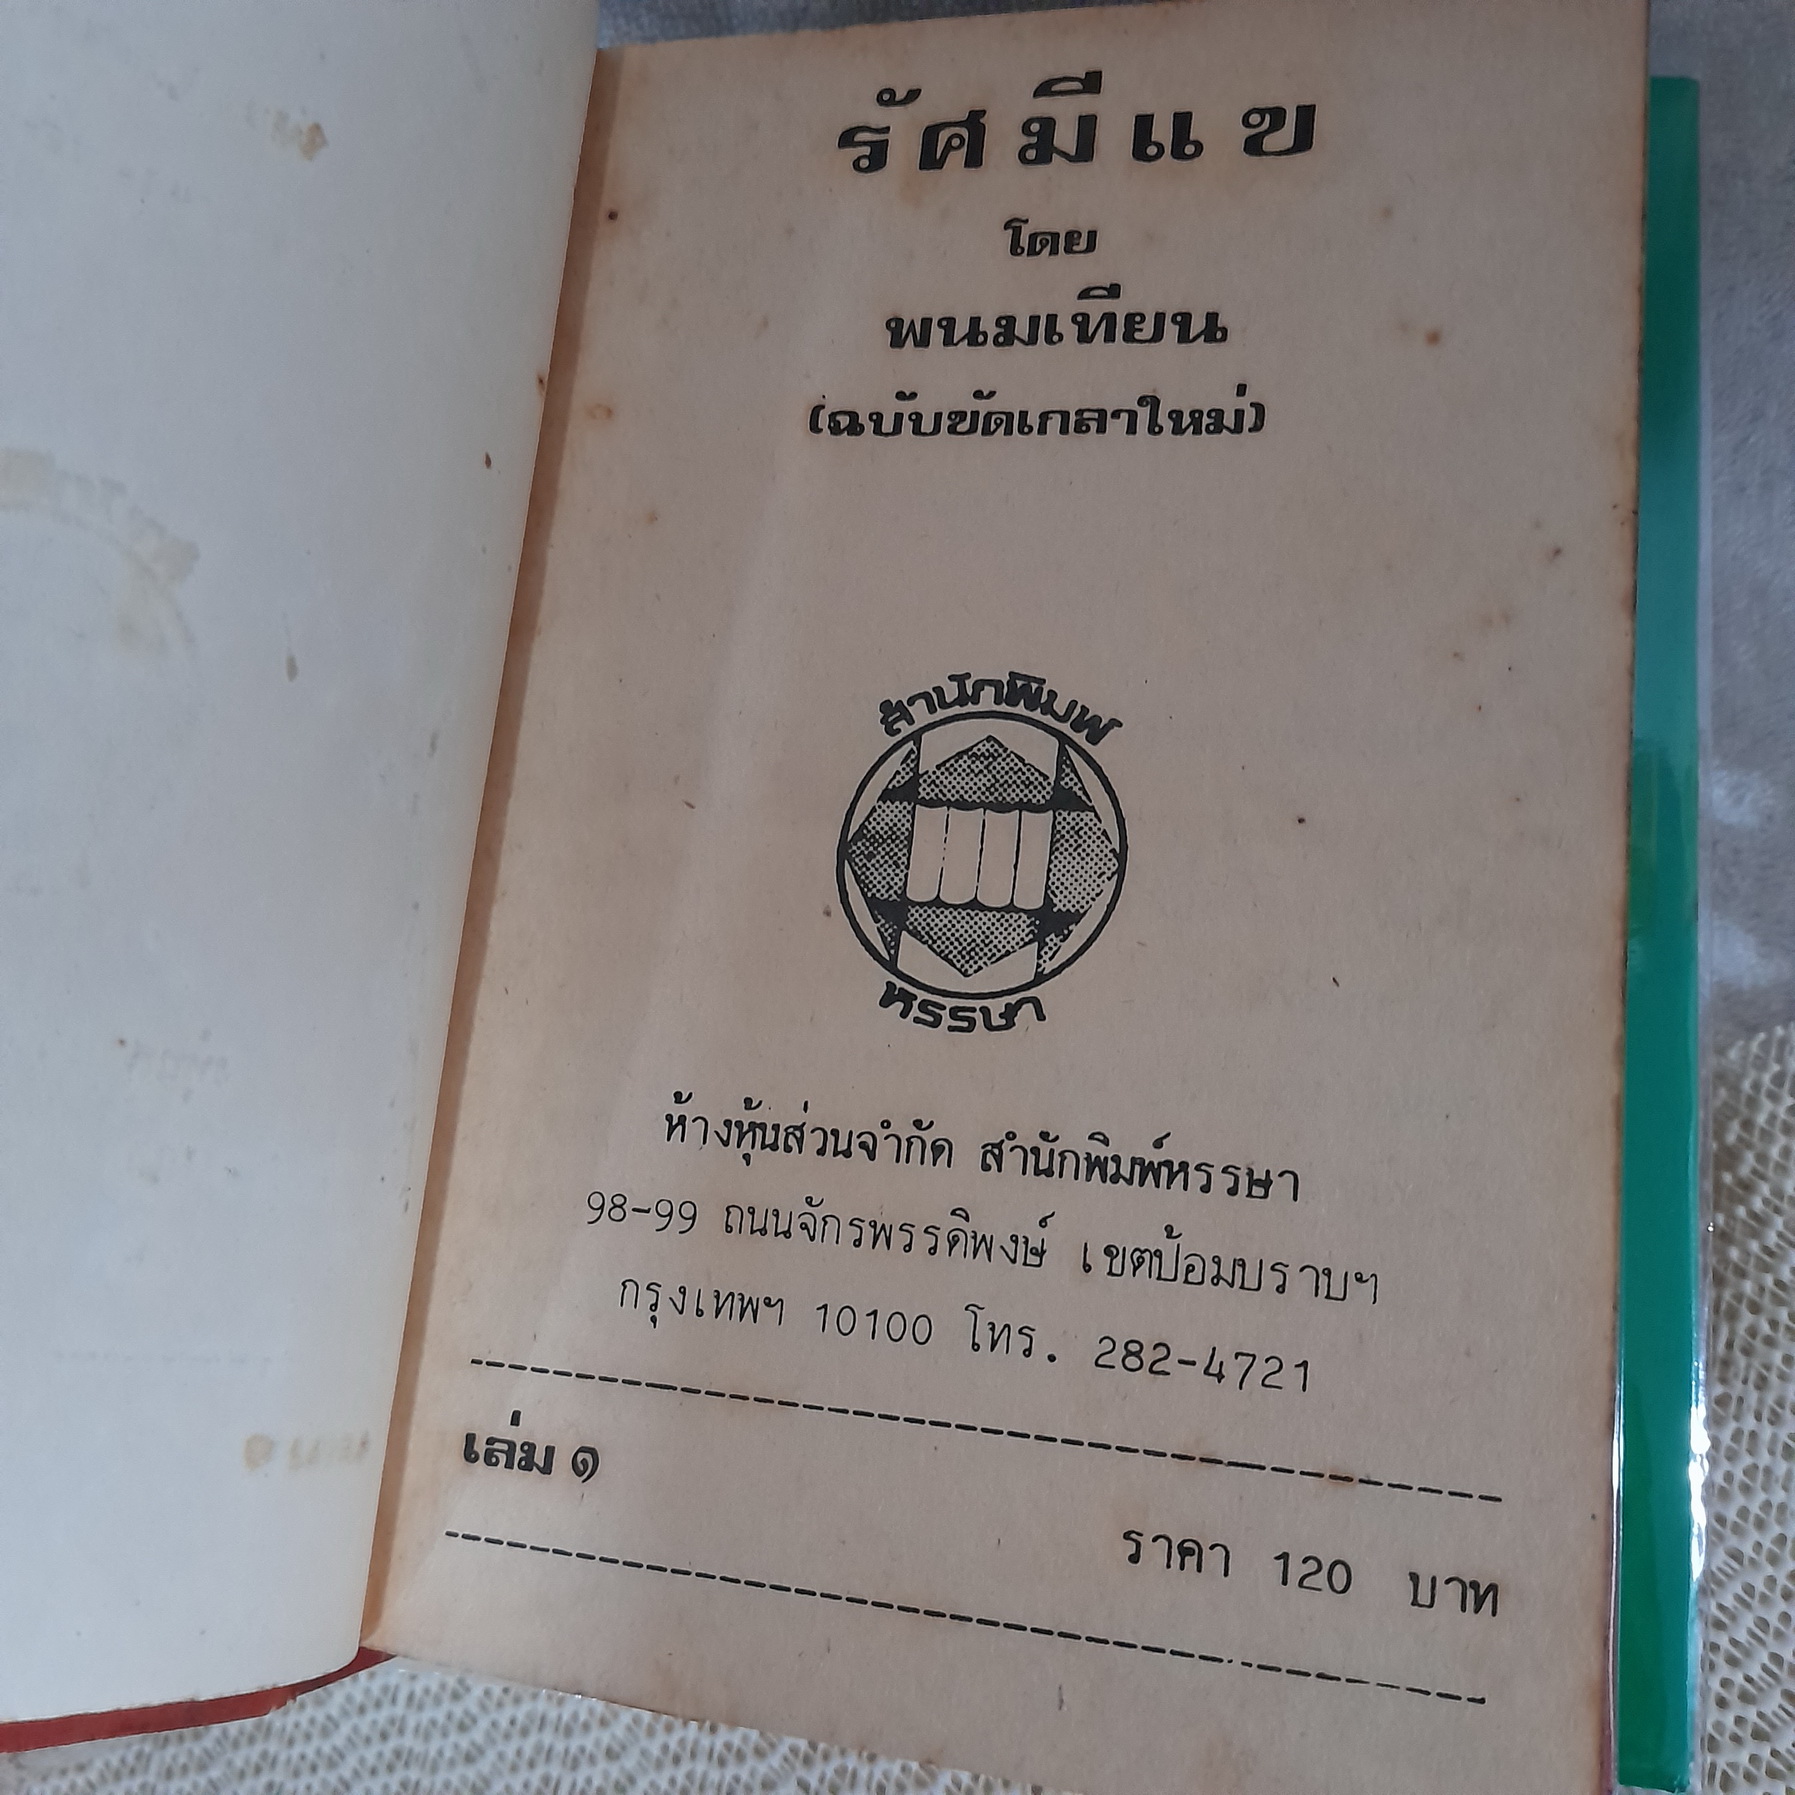 รัศมีแข
โดย
พนมเทียน
(ฉบับขัดเกลาใหม่)
สำนักพิมพ์
หรรษา
ห้างหุ้นส่วนจำกัด สำนักพิมพ์หรรษา
98-99 ถนนจักรพรรดิพงษ์ เขตป้อมปราบฯ
กรุงเทพฯ 10100 โทร. 282-4721
เล่ม ๑
ราคา 120 บาท